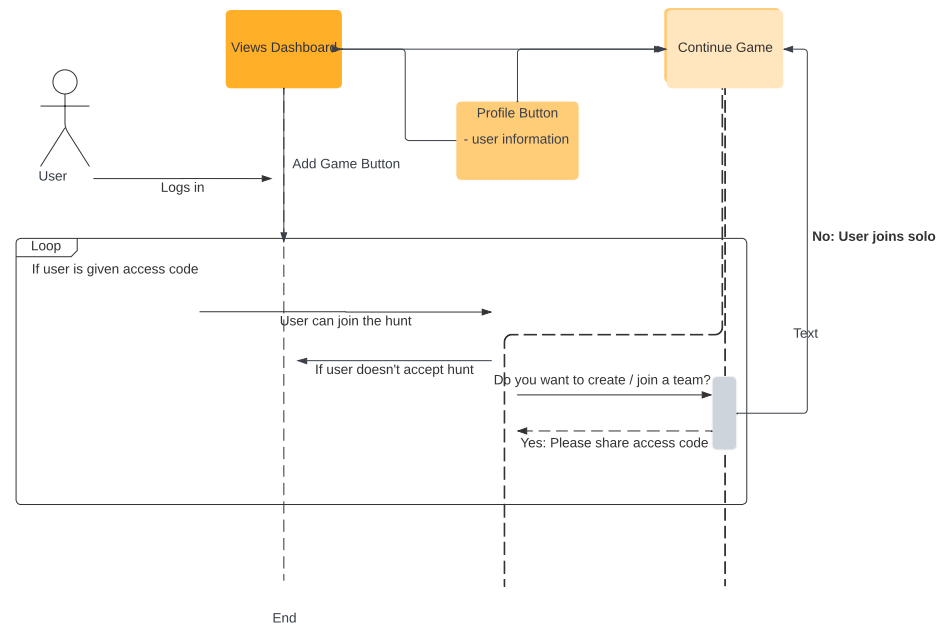 Views Dashboard
Continue Game
Profile Button
- user information
Add Game Button
User
Logs in
No: User joins solo
Loop
If user is given access code
User can join the hunt
Text
If user doesn't accept hunt
Do you want to create / join a team?
Yes: Please share access code
End